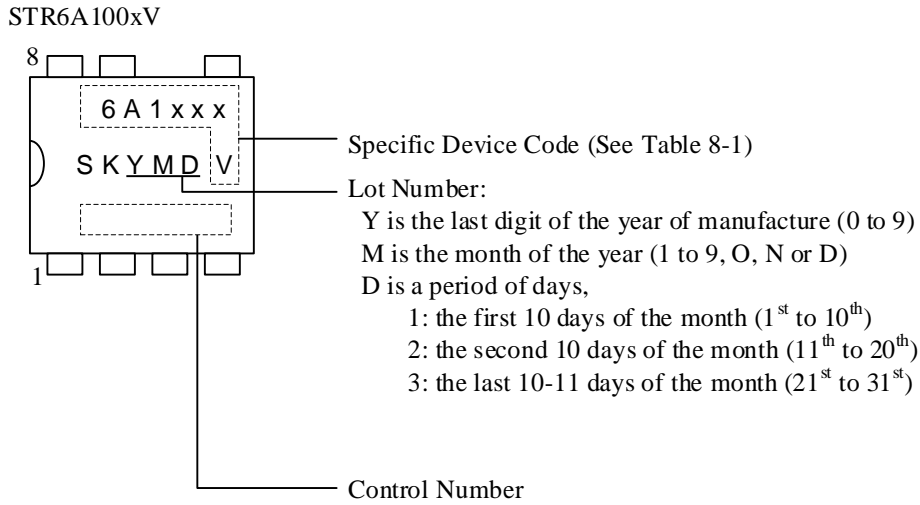 STR6A100xV
8
6 A 1 x x x
S K Y M D V
1
Specific Device Code (See Table 8-1)
Lot Number:
Y is the last digit of the year of manufacture (0 to 9)
M is the month of the year (1 to 9, O, N or D)
D is a period of days,
1: the first 10 days of the month (1st to 10th)
2: the second 10 days of the month (11th to 20th)
3: the last 10-11 days of the month (21st to 31st)
Control Number